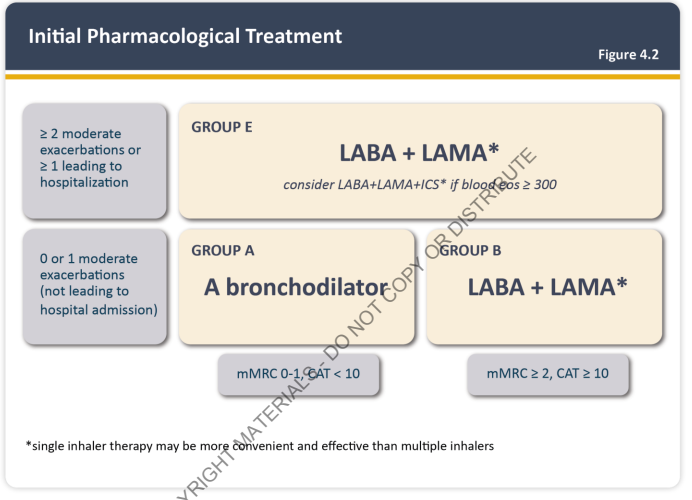 Initial Pharmacological Treatment
Figure 4.2
≥ 2 moderate
exacerbations or
≥ 1 leading to
hospitalization
GROUP E
LABA + LAMA*
consider LABA+LAMA+ICS* if blood eos ≥ 300
0 or 1 moderate
exacerbations
(not leading to
hospital admission)
GROUP A
A bronchodilator
GROUP B
LABA + LAMA*
mMRC 0-1, CAT < 10
mMRC ≥ 2, CAT ≥ 10
*single inhaler therapy may be more convenient and effective than multiple inhalers
YRIGHT MATERIALS - DO NOT COPY OR DISTRIBUTE